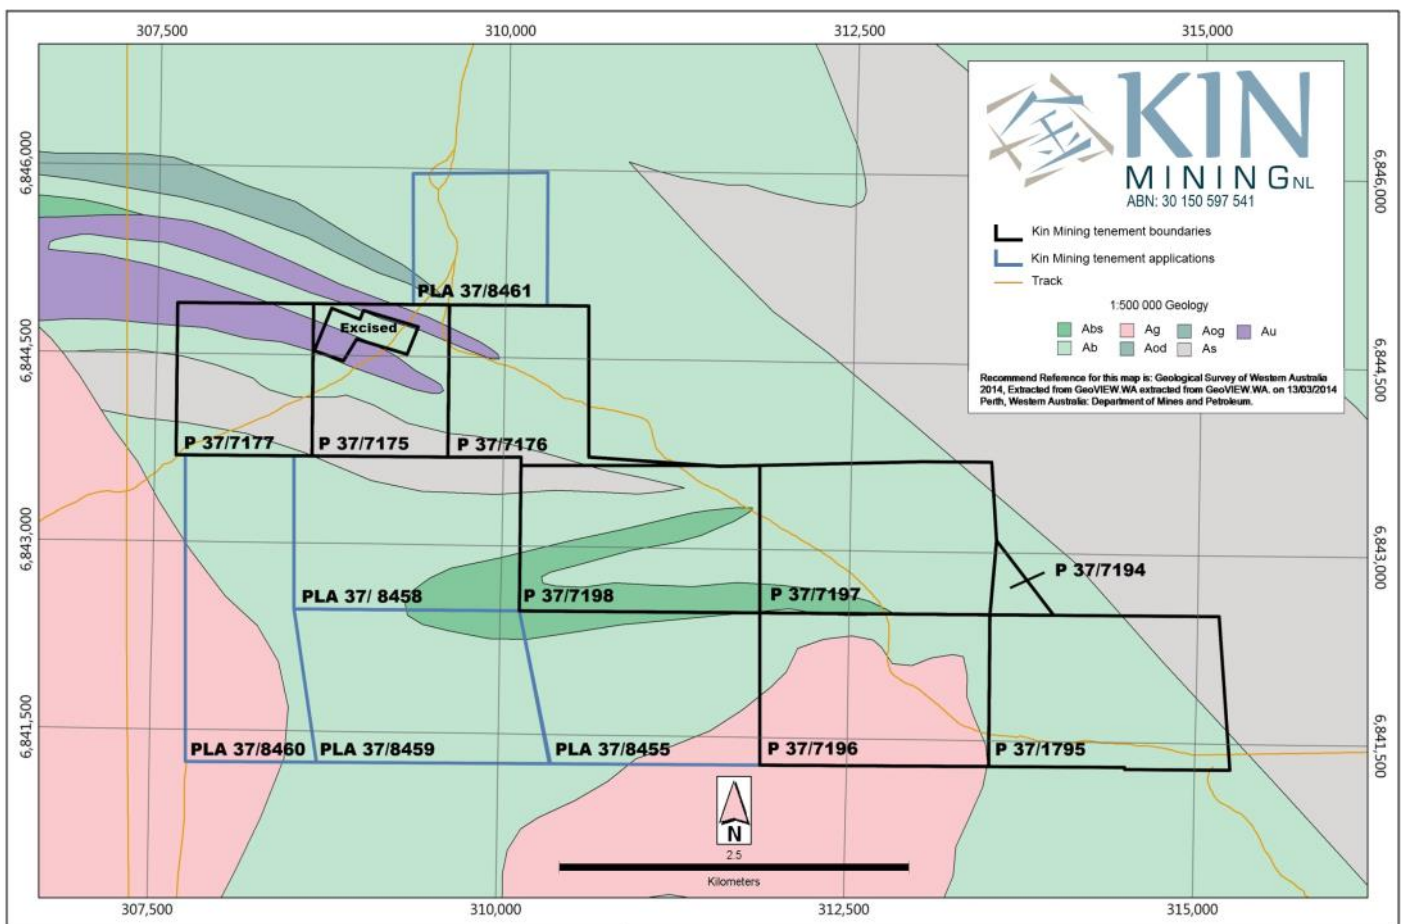 307,500
310,000
312,500
315,000
金
KIN
MINING NL
ABN: 30 150 597 541
Kin Mining tenement boundaries
Kin Mining tenement applications
Track
1:500 000 Geology
Abs
Ag
Aog
Au
Ab
Aod
As
Recommend Reference for this map is: Geological Survey of Western Australia
2014, Extracted from GeoVIEW.WA extracted from GeoVIEW.WA. on 13/03/2014
Perth, Western Australia: Department of Mines and Petroleum.
6,846,000
6,846,000
PLA 37/8461
Excised
6,844,500
6,844,500
P 37/7177
P 37/7175
P 37/7176
6,843,000
6,843,000
P 37/7194
PLA 37/ 8458
P 37/7198
P 37/7197
6,841,500
6,841,500
PLA 37/8460
PLA 37/8459
PLA 37/8455
P 37/7196
P 37/1795
N
2.5
Kilometers
307,500
310,000
312,500
315,000